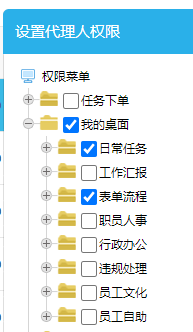 设置代理人权限
权限菜单
任务下单
我的桌面
日常任务
工作汇报
表单流程
职员人事
行政办公
违规处理
员工文化
员工自助